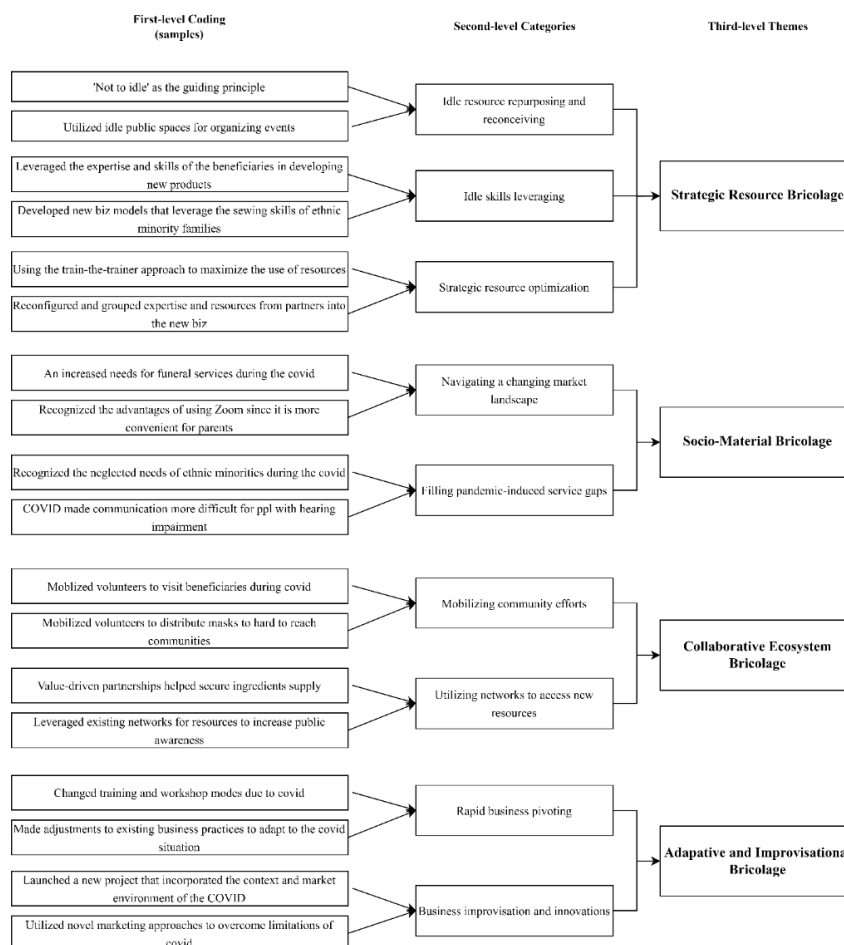 First-level Coding
(samples)
Second-level Categories
Third-level Themes
'Not to idle' as the guiding principle
Utilized idle public spaces for organizing events
Idle resource repurposing and
reconceiving
Leveraged the expertise and skills of the beneficiaries in developing
new products
Developed new biz models that leverage the sewing skills of ethnic
minority families
Idle skills leveraging
Using the train-the-trainer approach to maximize the use of resources
Reconfigured and grouped expertise and resources from partners into
the new biz
Strategic resource optimization
Strategic Resource Bricolage
An increased needs for funeral services during the covid
Recognized the advantages of using Zoom since it is more
convenient for parents
Navigating a changing market
landscape
Recognized the neglected needs of ethnic minorities during the covid
COVID made communication more difficult for ppl with hearing
impairment
Filling pandemic-induced service gaps
Socio-Material Bricolage
Moblized volunteers to visit beneficiaries during covid
Mobilized volunteers to distribute masks to hard to reach
communities
Mobilizing community efforts
Value-driven partnerships helped secure ingredients supply
Leveraged existing networks for resources to increase public
awareness
Utilizing networks to access new
resources
Collaborative Ecosystem
Bricolage
Changed training and workshop modes due to covid
Made adjustments to existing business practices to adapt to the covid
situation
Rapid business pivoting
Launched a new project that incorporated the context and market
environment of the COVID
Utilized novel marketing approaches to overcome limitations of
covid
Business improvisation and innovations
Adapative and Improvisationa
Bricolage